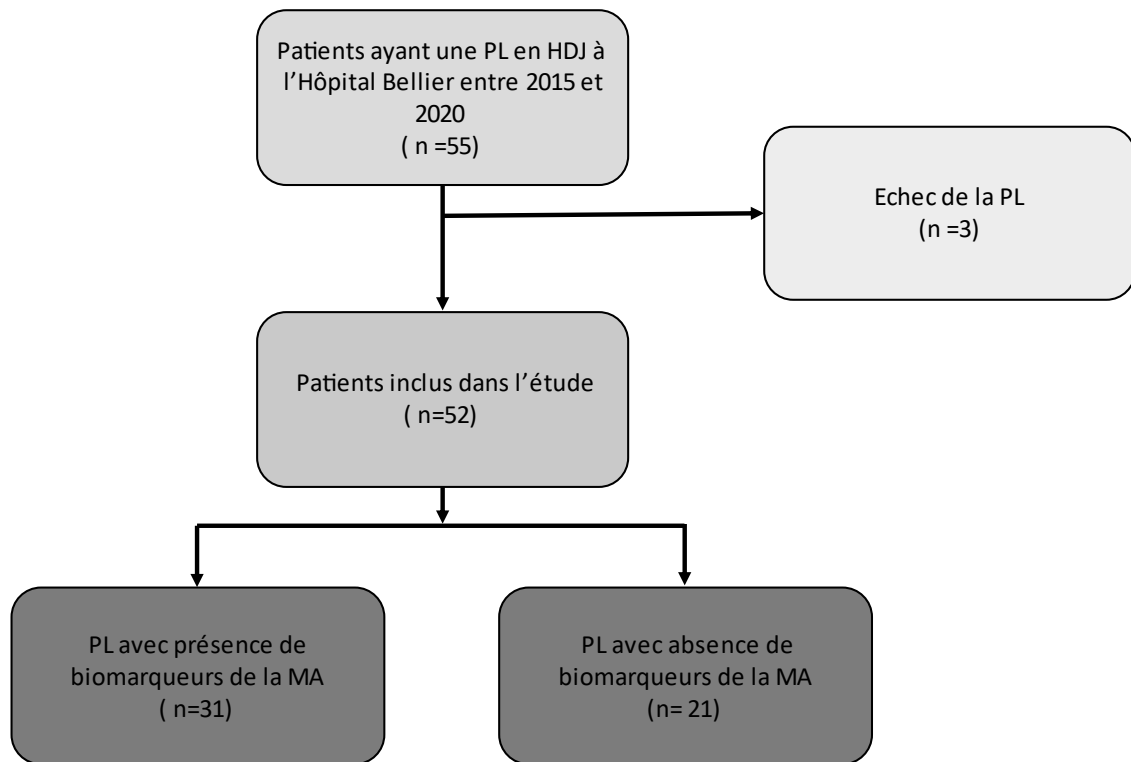 Patients ayant une PL en HDJ à
l’Hôpital Bellier entre 2015 et
2020
( n =55)
Echec de la PL
(n =3)
Patients inclus dans l’étude
( n=52)
PL avec présence de
biomarqueurs de la MA
( n=31)
PL avec absence de
biomarqueurs de la MA
(n= 21)